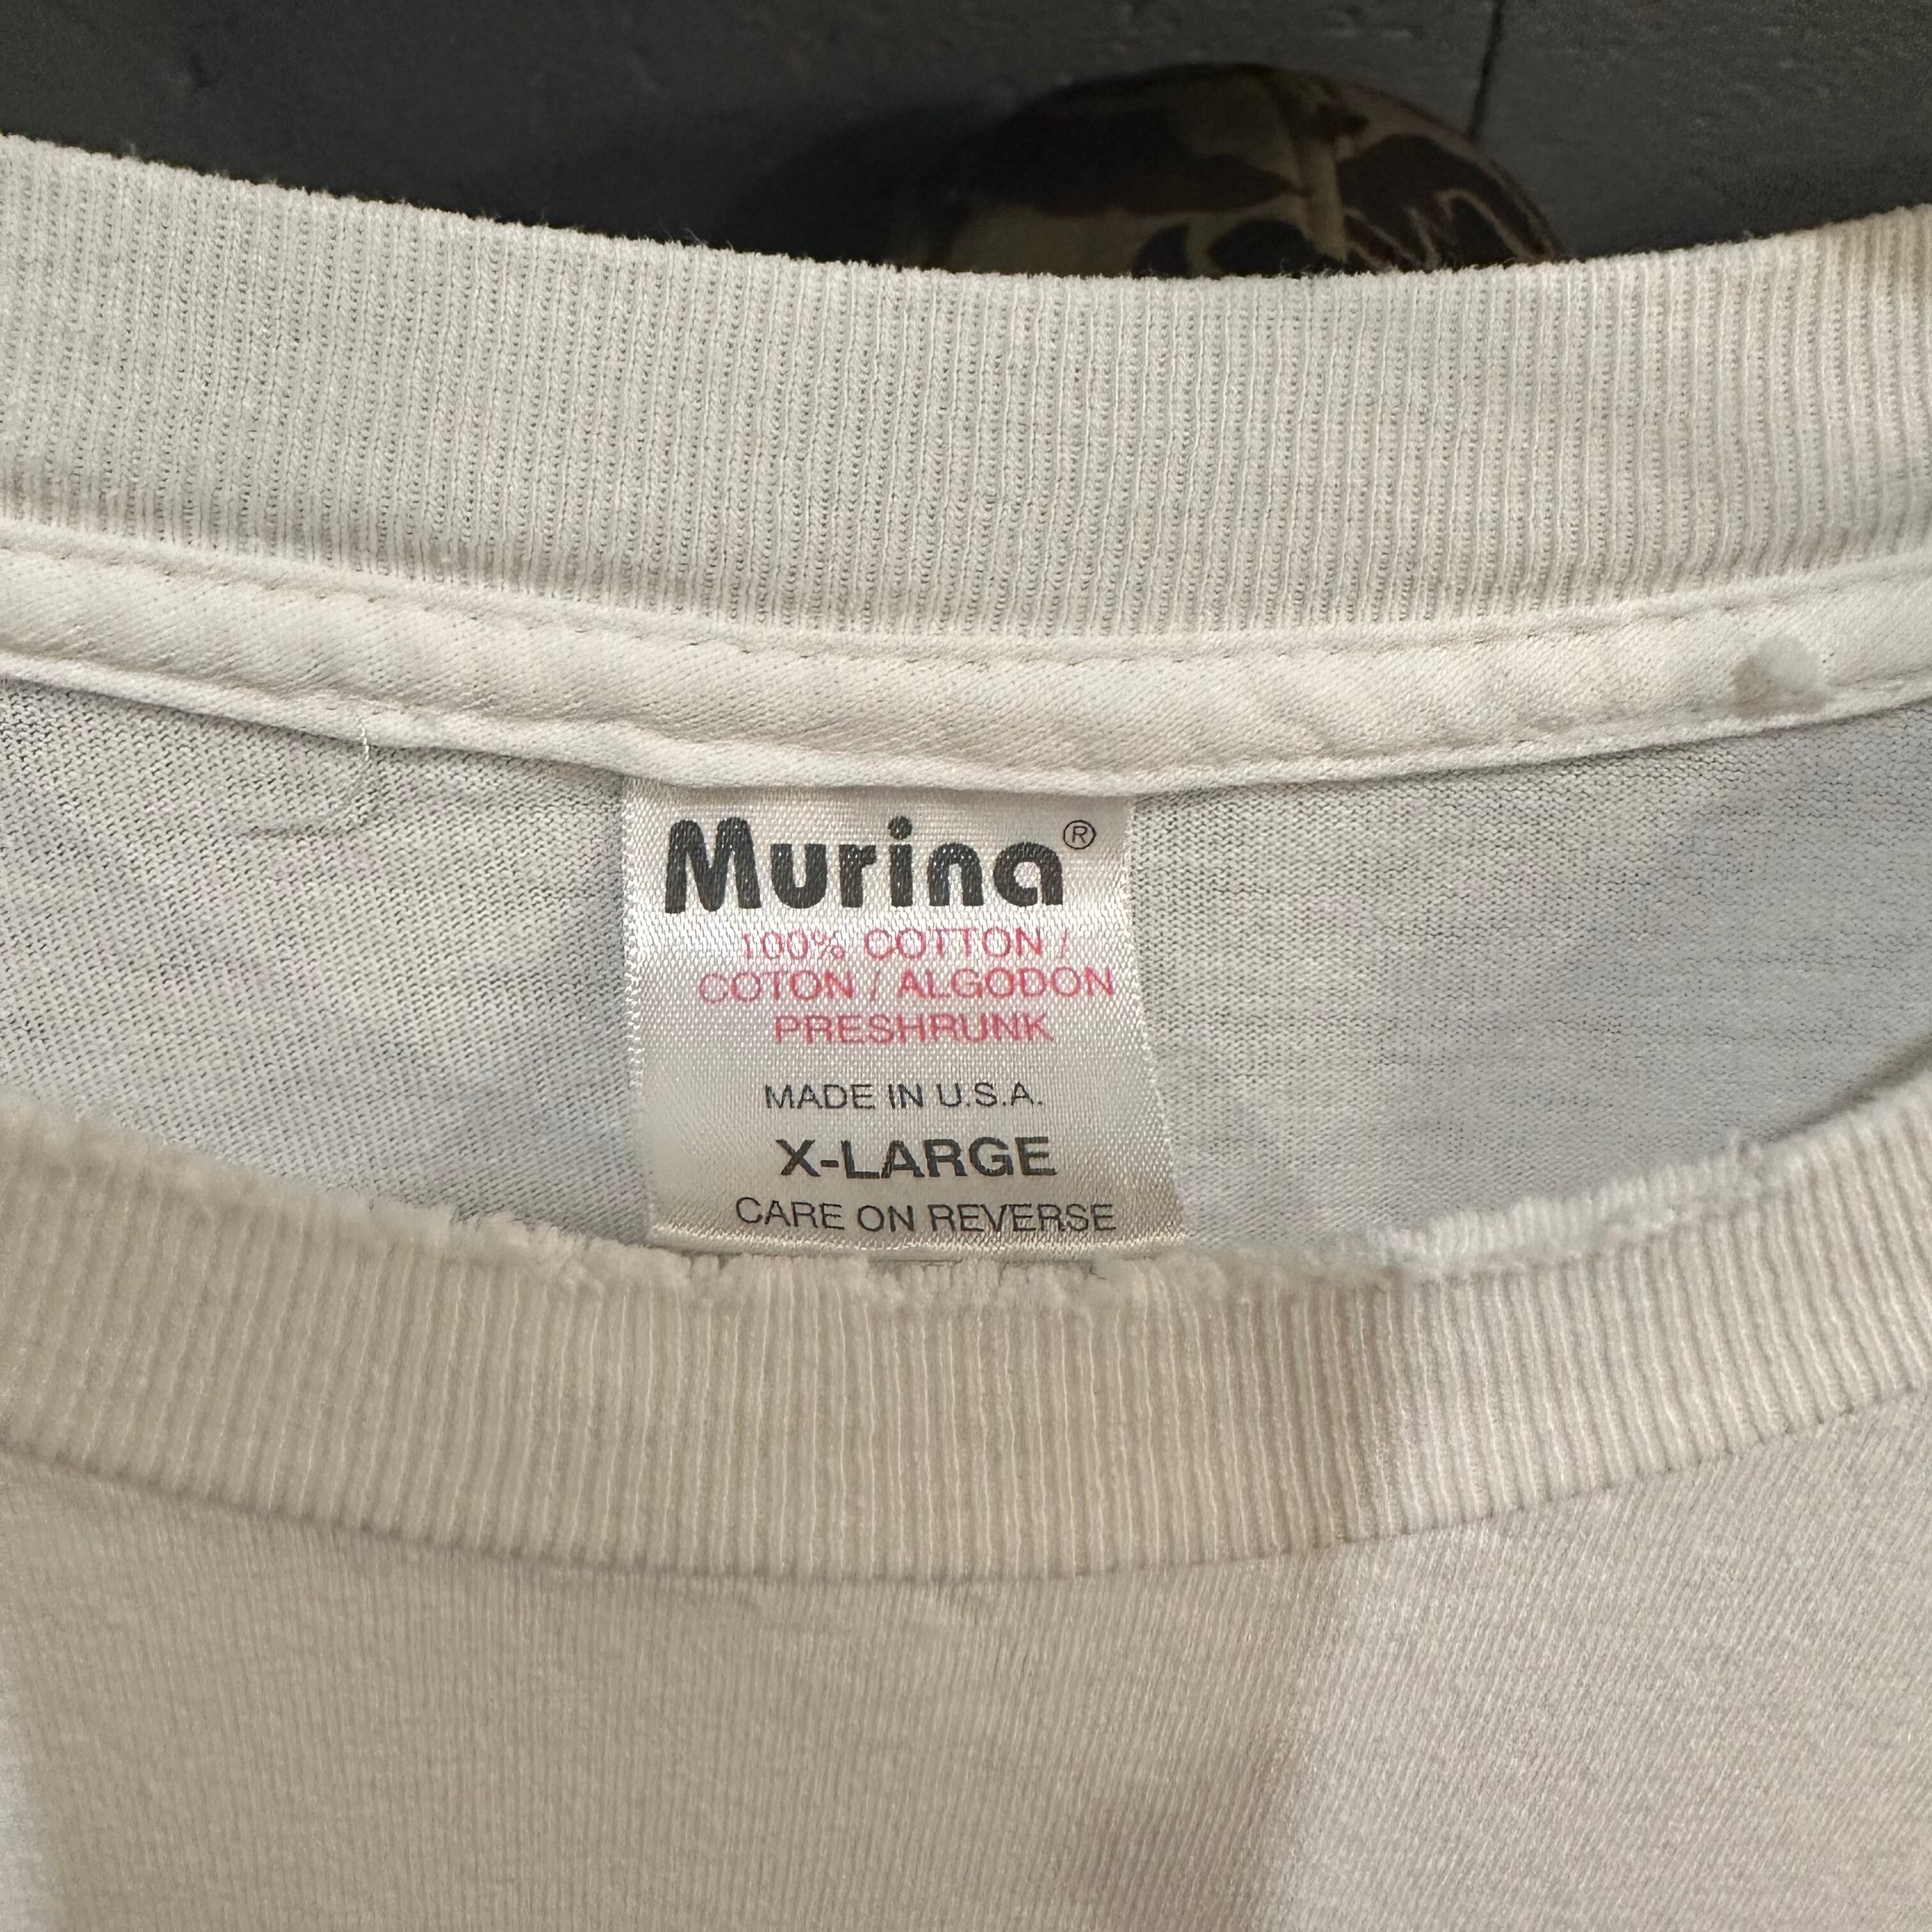 Murina®
100% COTTON /
COTON / ALGODON
PRESHRUNK
MADE IN U.S.A.
X-LARGE
CARE ON REVERSE